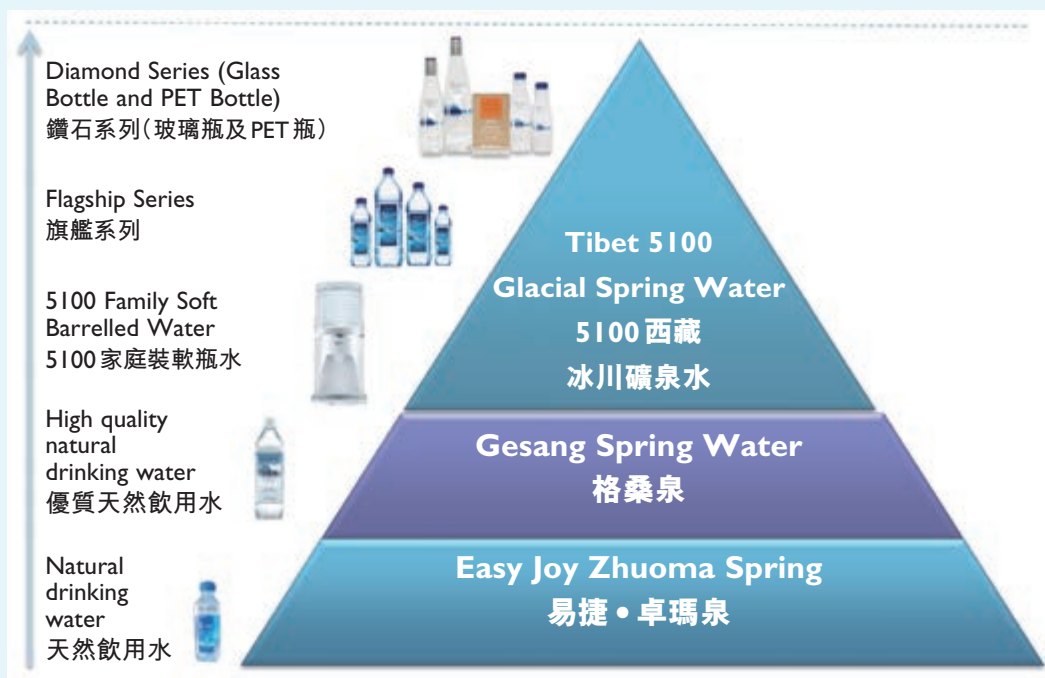 Diamond Series (Glass
Bottle and PET Bottle)
鑽石系列（玻璃瓶及PET瓶）
Flagship Series
旗艦系列
5100 Family Soft
Barrelled Water
5100家庭裝軟瓶水
High quality
natural
drinking water
優質天然飲用水
Natural
drinking
water
天然飲用水
Tibet 5100
Glacial Spring Water
5100西藏
冰川礦泉水
Gesang Spring Water
格桑泉
Easy Joy Zhuoma Spring
易捷•卓瑪泉